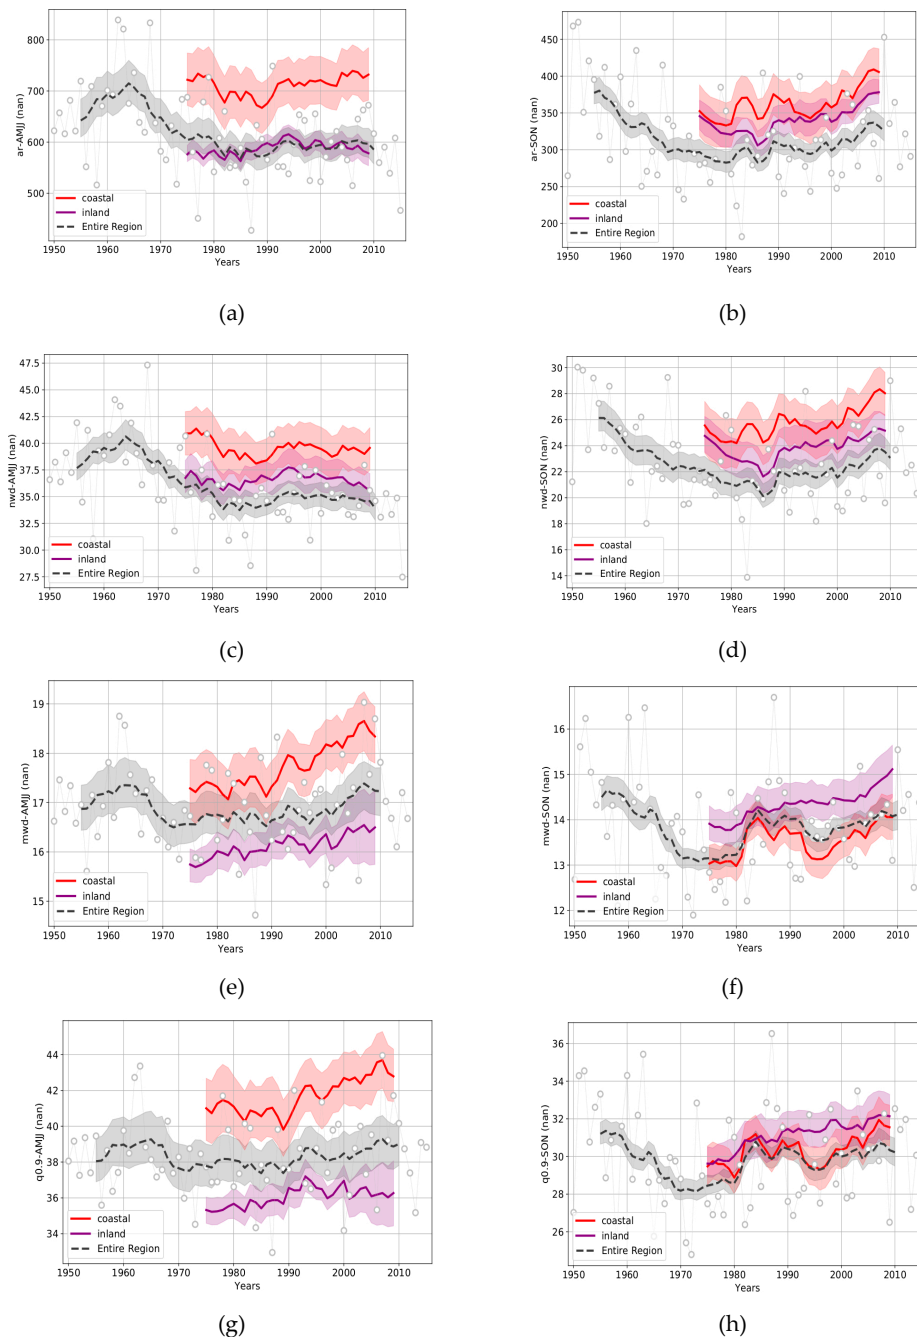 800
700
600
500
ar-AMJJ (nan)
coastal
inland
Entire Region
1950 1960 1970 1980 1990 2000 2010
Years
(a)
450
400
350
300
250
200
ar-SON (nan)
coastal
inland
Entire Region
1950 1960 1970 1980 1990 2000 2010
Years
(b)
47.5
45.0
42.5
40.0
37.5
35.0
32.5
30.0
27.5
nwd-AMJJ (nan)
coastal
inland
Entire Region
1950 1960 1970 1980 1990 2000 2010
Years
(c)
30
28
26
24
22
20
18
16
14
nwd-SON (nan)
coastal
inland
Entire Region
1950 1960 1970 1980 1990 2000 2010
Years
(d)
19
18
17
16
15
mwd-AMJJ (nan)
coastal
inland
Entire Region
1950 1960 1970 1980 1990 2000 2010
Years
(e)
16
15
14
13
12
mwd-SON (nan)
coastal
inland
Entire Region
1950 1960 1970 1980 1990 2000 2010
Years
(f)
44
42
40
38
36
34
q0.9-AMJJ (nan)
coastal
inland
Entire Region
1950 1960 1970 1980 1990 2000 2010
Years
(g)
36
34
32
30
28
26
q0.9-SON (nan)
coastal
inland
Entire Region
1950 1960 1970 1980 1990 2000 2010
Years
(h)